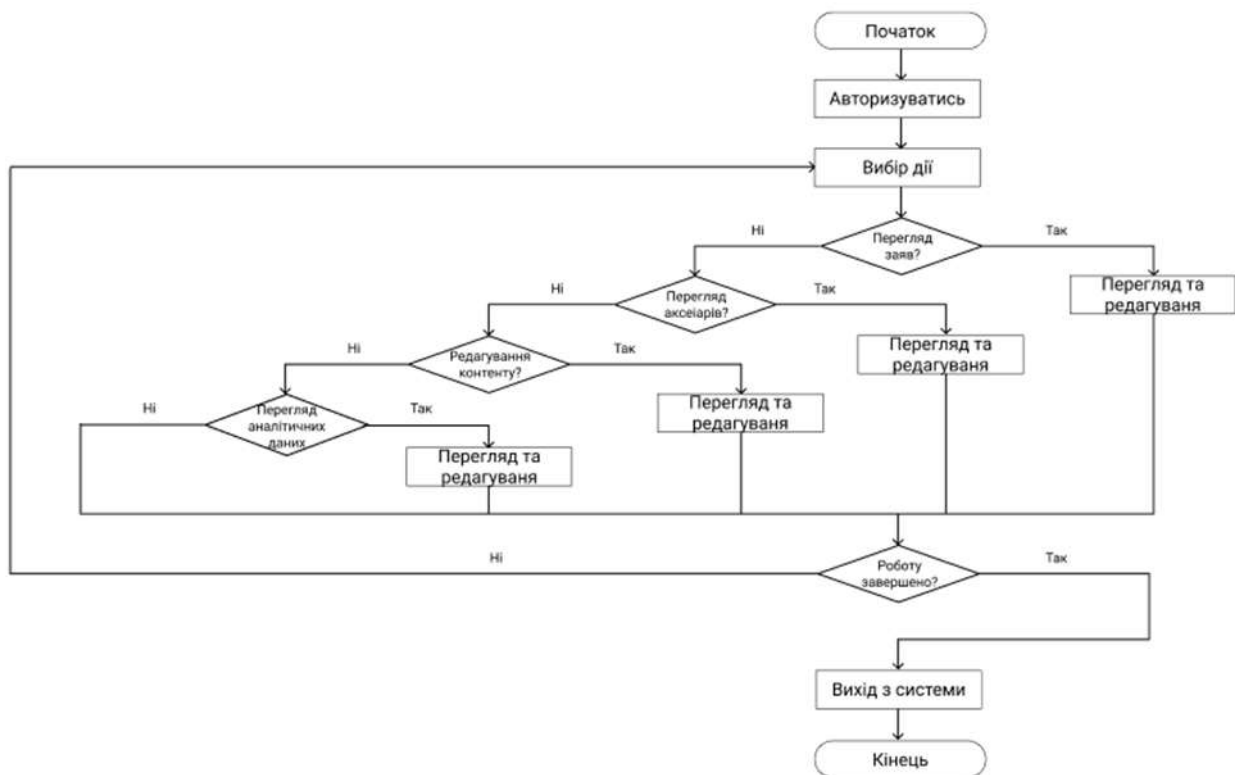 Початок
Авторизуватись
Вибір дії
Ні
Перегляд
заяв?
Так
Ні
Перегляд
аксеіарів?
Так
Перегляд та
редагуваня
Ні
Редагування
контенту?
Так
Перегляд та
редагуваня
Ні
Перегляд
аналітичних
даних
Так
Перегляд та
редагуваня
Перегляд та
редагуваня
Ні
Роботу
завершено?
Так
Вихід з системи
Кінець